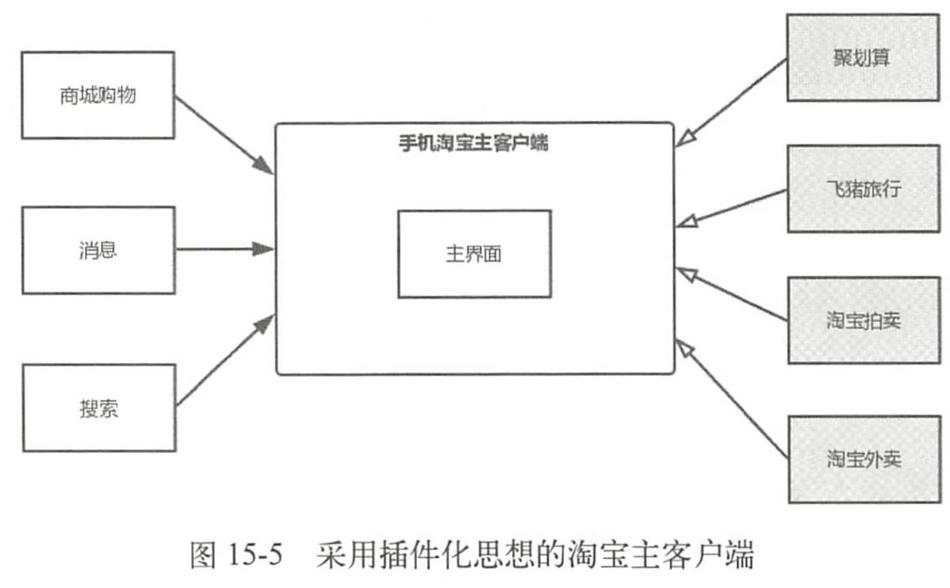 商城购物
消息
搜索
手机淘宝主客户端
主界面
聚划算
飞猪旅行
淘宝拍卖
淘宝外卖
图 15-5 采用插件化思想的淘宝主客户端